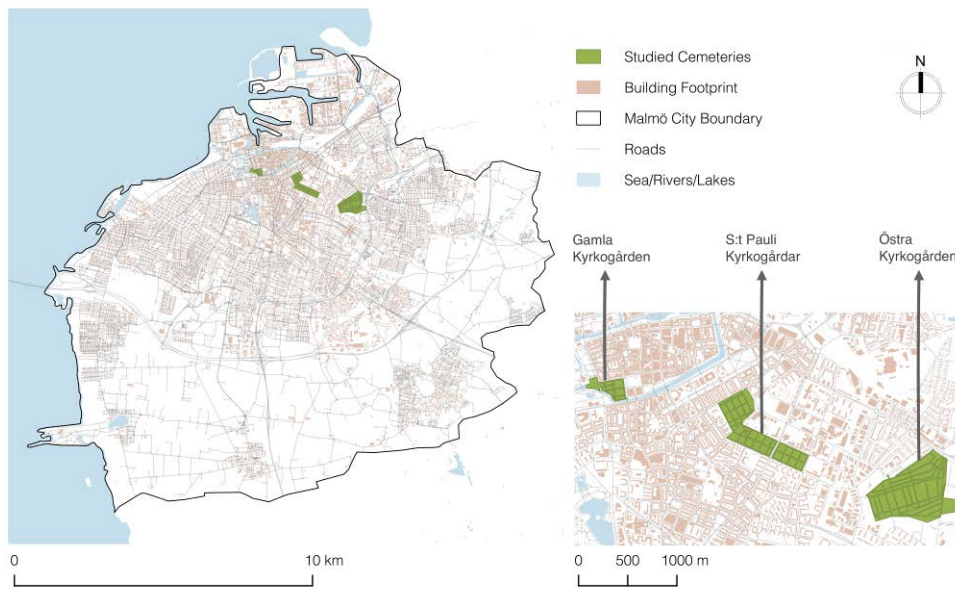 Studied Cemeteries
Building Footprint
Malmö City Boundary
Roads
Sea/Rivers/Lakes
N
Gamla
Kyrkogården
S:t Pauli
Kyrkogårdar
Östra
Kyrkogården
0 10 km
0 500 1000 m